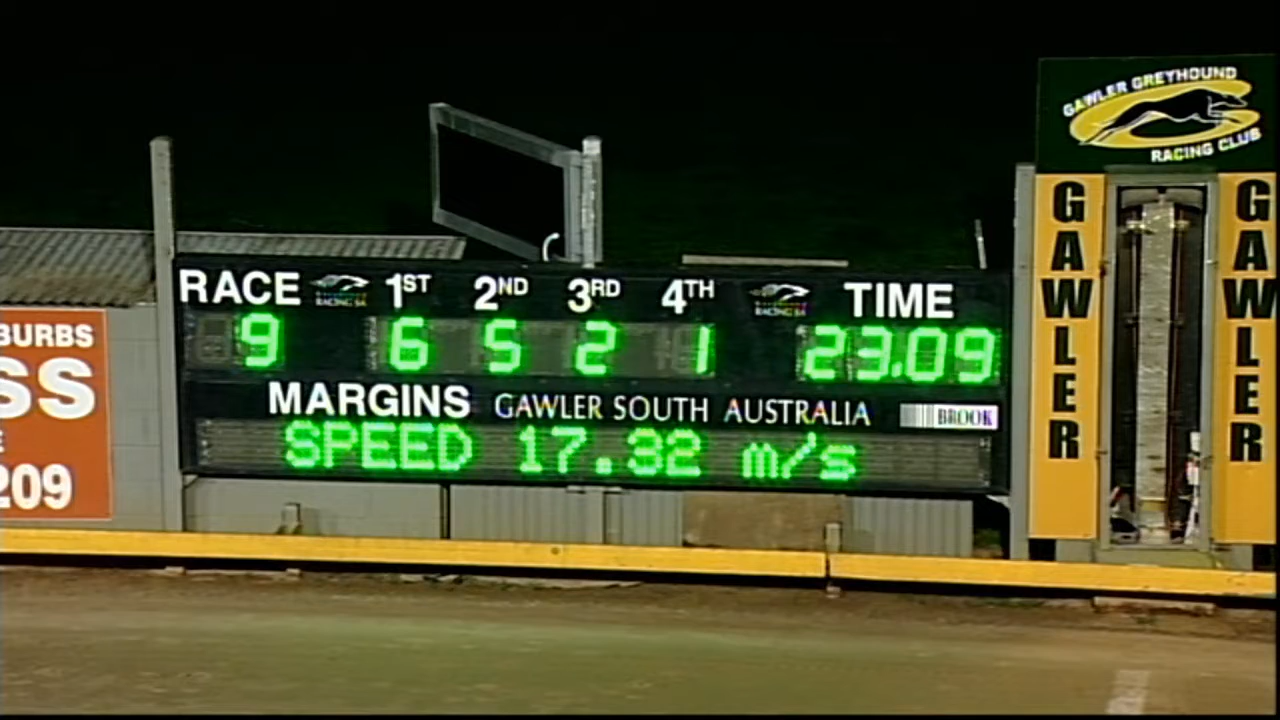 GAWLER GREYHOUND
RACING CLUB
GAWLER
GAWLER
RACE 1ST 2ND 3RD 4TH TIME
9 6 5 2 1 23.09
MARGINS GAWLER SOUTH AUSTRALIA BROOK
SPEED 17.32 m/s
BURBS
SS
209